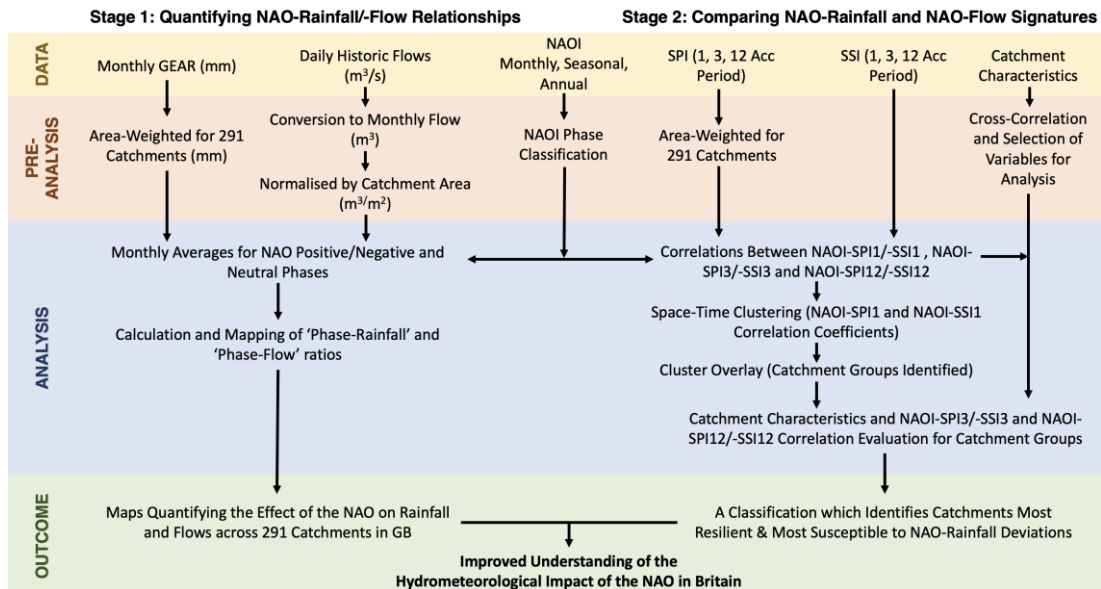 Stage 1: Quantifying NAO-Rainfall/-Flow Relationships
Stage 2: Comparing NAO-Rainfall and NAO-Flow Signatures
DATA
Monthly GEAR (mm)
Daily Historic Flows
(m³/s)
NAOI
Monthly, Seasonal,
Annual
SPI (1, 3, 12 Acc
Period)
SSI (1, 3, 12 Acc
Period)
Catchment
Characteristics
PRE-
ANALYSIS
Area-Weighted for 291
Catchments (mm)
Conversion to Monthly Flow
(m³)
Normalised by Catchment Area
(m³/m²)
NAOI Phase
Classification
Area-Weighted for
291 Catchments
Cross-Correlation
and Selection of
Variables for
Analysis
ANALYSIS
Monthly Averages for NAO Positive/Negative and
Neutral Phases
Calculation and Mapping of ‘Phase-Rainfall’ and
‘Phase-Flow’ ratios
Correlations Between NAOI-SPI1/-SSI1 , NAOI-
SPI3/-SSI3 and NAOI-SPI12/-SSI12
Space-Time Clustering (NAOI-SPI1 and NAOI-SSI1
Correlation Coefficients)
Cluster Overlay (Catchment Groups Identified)
Catchment Characteristics and NAOI-SPI3/-SSI3 and NAOI-
SPI12/-SSI12 Correlation Evaluation for Catchment Groups
OUTCOME
Maps Quantifying the Effect of the NAO on Rainfall
and Flows across 291 Catchments in GB
A Classification which Identifies Catchments Most
Resilient & Most Susceptible to NAO-Rainfall Deviations
Improved Understanding of the
Hydrometeorological Impact of the NAO in Britain